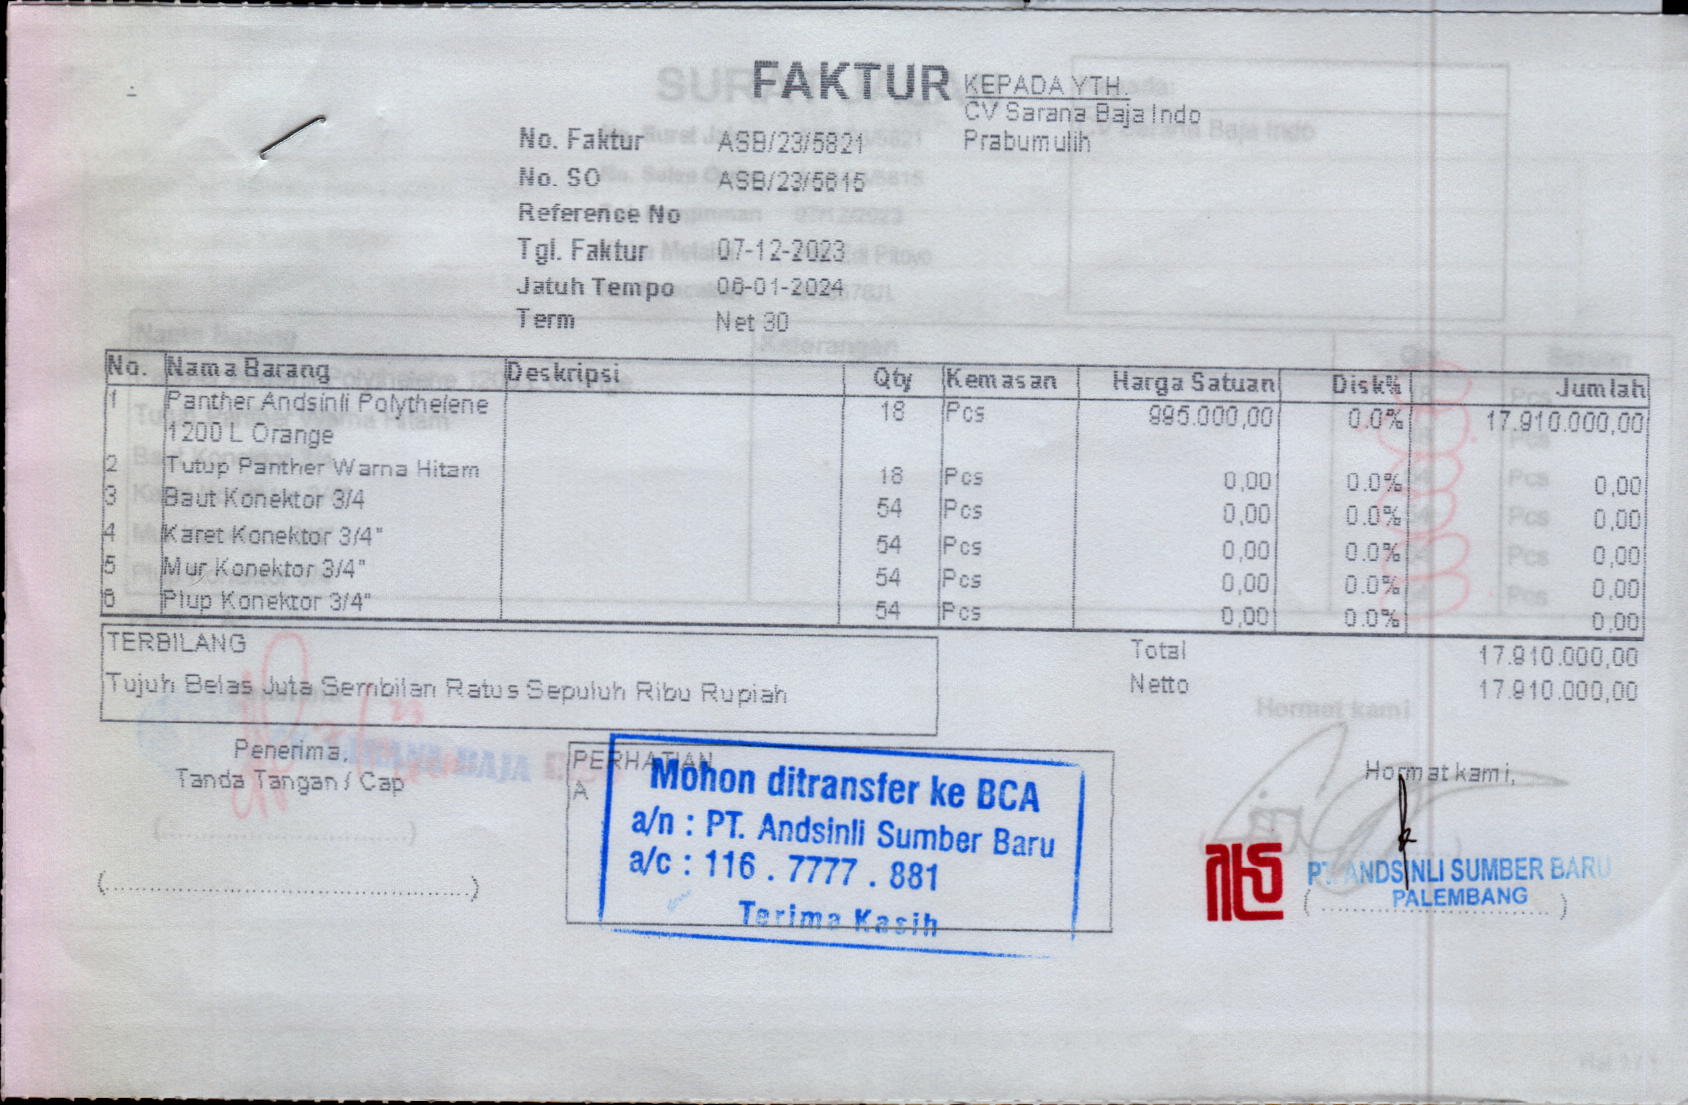 FAKTUR
KEPADA YTH.
CV Sarana Baja Indo
Prabumulih
No. Faktur ASB/23/5821
No. SO ASB/23/5615
Reference No
Tgl. Faktur 07-12-2023
Jatuh Tempo 06-01-2024
Term Net 30
No. Nama Barang Deskripsi Qty Kemasan Harga Satuan Disk% Jumlah
1 Panther Andsinli Polythelene 18 Pcs 995.000,00 0.0% 17.910.000,00
1200 L Orange
2 Tutup Panther Warna Hitam 18 Pcs 0,00 0.0% 0,00
3 Baut Konektor 3/4 54 Pcs 0,00 0.0% 0,00
4 Karet Konektor 3/4" 54 Pcs 0,00 0.0% 0,00
5 Mur Konektor 3/4" 54 Pcs 0,00 0.0% 0,00
6 Plup Konektor 3/4" 54 Pcs 0,00 0.0% 0,00
TERBILANG
Tujuh Belas Juta Sembilan Ratus Sepuluh Ribu Rupiah
Total 17.910.000,00
Netto 17.910.000,00
Penerima,
Tanda Tangan / Cap
(.................................................)
PERHATIAN
A
Mohon ditransfer ke BCA
a/n : PT. Andsinli Sumber Baru
a/c : 116 . 7777 . 881
Terima Kasih
Hormat kami,
PT. ANDSINLI SUMBER BARU
PALEMBANG
(...............................)